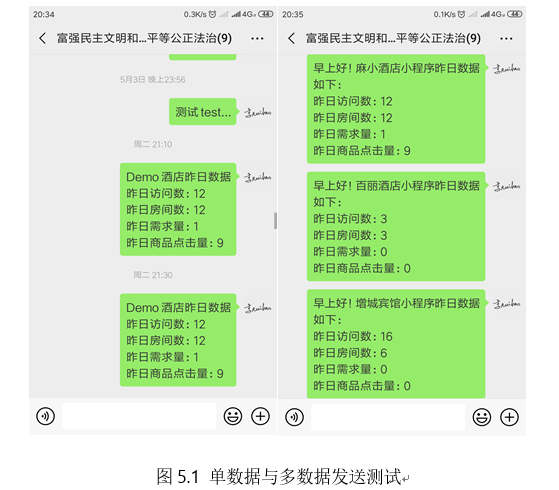 20:34
0.3K/s
4G
44
富强民主文明和...平等公正法治(9)
5月3日 晚上23:56
测试 test...
周二 21:10
Demo 酒店昨日数据
昨日访问数：12
昨日房间数：12
昨日需求量：1
昨日商品点击量：9
周二 21:30
Demo 酒店昨日数据
昨日访问数：12
昨日房间数：12
昨日需求量：1
昨日商品点击量：9
20:35
0.1K/s
4G
44
富强民主文明和...平等公正法治(9)
早上好! 麻小酒店小程序昨日数据
如下：
昨日访问数：12
昨日房间数：12
昨日需求量：1
昨日商品点击量：9
早上好! 百丽酒店小程序昨日数据
如下：
昨日访问数：3
昨日房间数：3
昨日需求量：0
昨日商品点击量：0
早上好! 增城宾馆小程序昨日数据
如下：
昨日访问数：16
昨日房间数：6
昨日需求量：0
昨日商品点击量：0
图 5.1 单数据与多数据发送测试